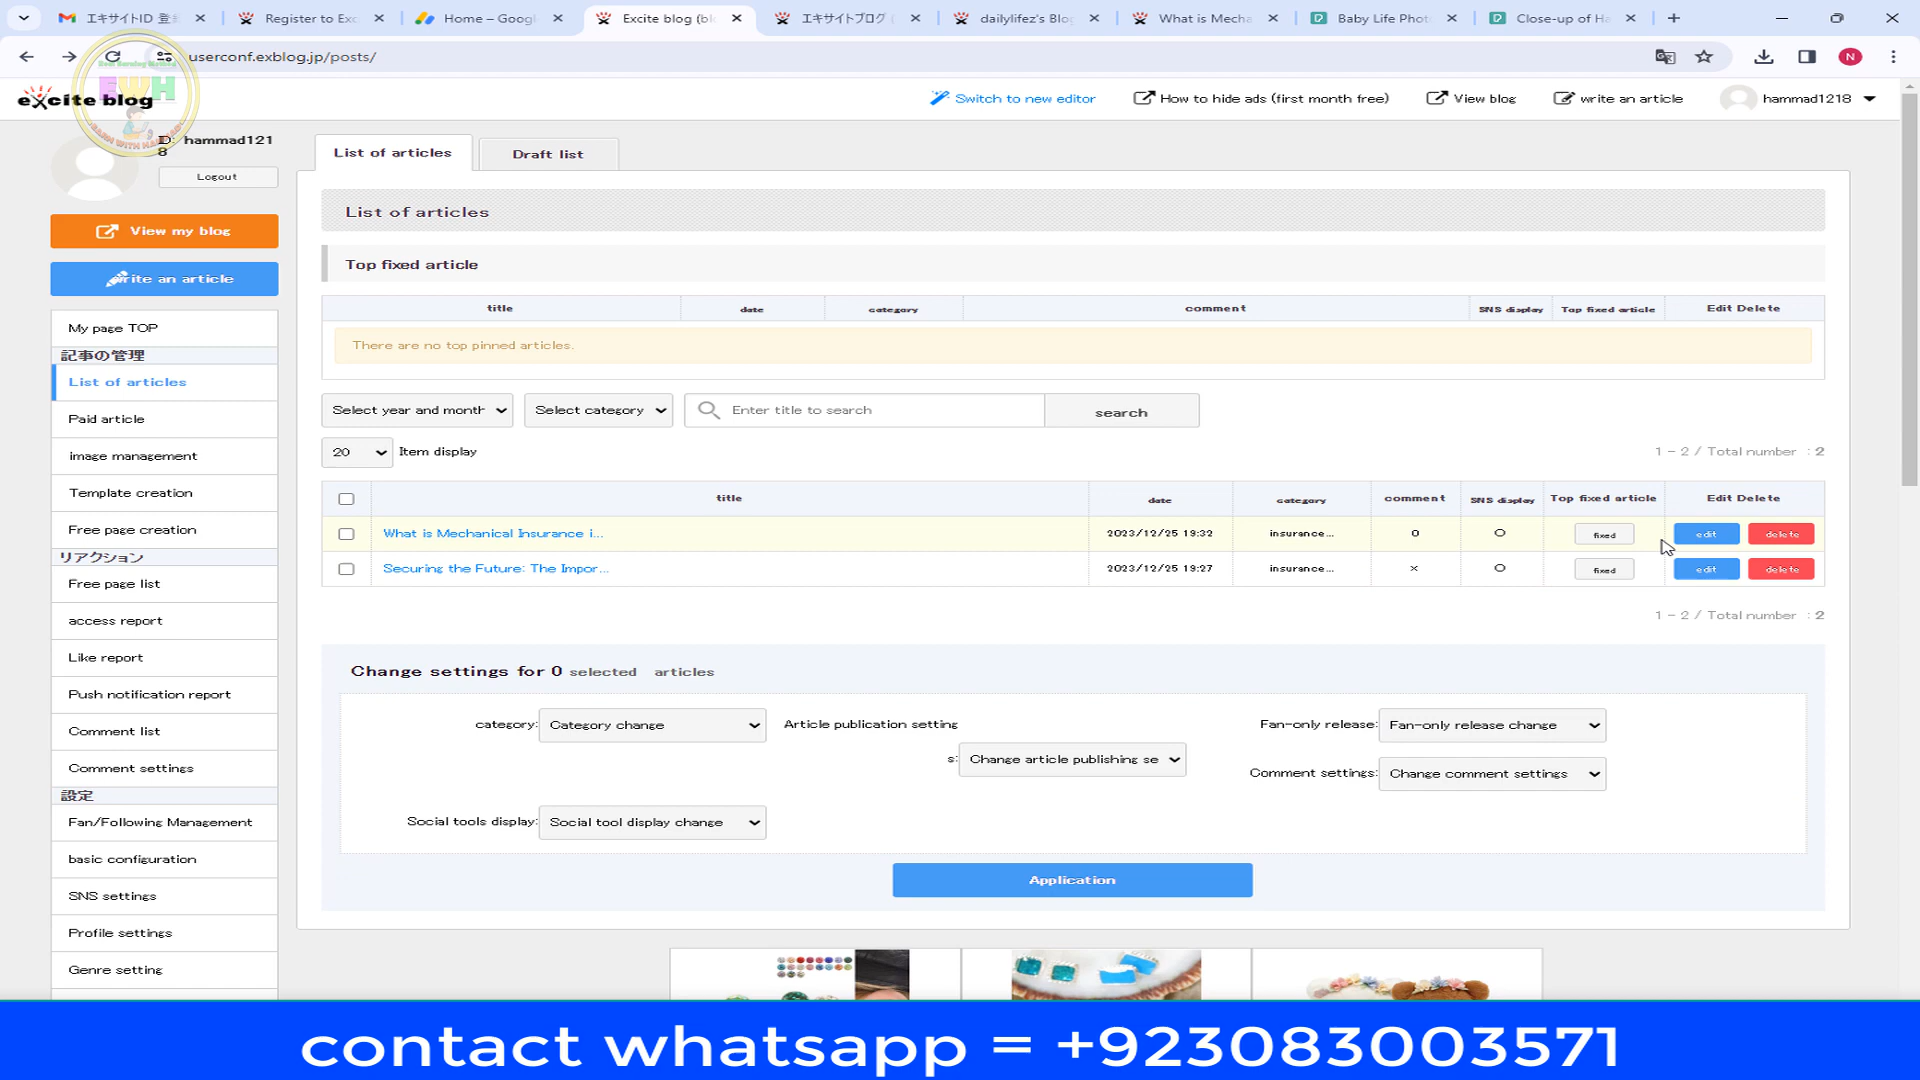 エキサイトID 登
Register to Exc
Home – Googl
Excite blog (bl
エキサイトブログ (
dailylifez's Blog
What is Mecha
Baby Life Phot
Close-up of Ha
userconf.exblog.jp/posts/
N
excite blog
EWH
LEARN WITH HAMMAD
Switch to new editor
How to hide ads (first month free)
View blog
write an article
hammad1218
ID: hammad121
8
Logout
View my blog
Write an article
My page TOP
記事の管理
List of articles
Paid article
image management
Template creation
Free page creation
リアクション
Free page list
access report
Like report
Push notification report
Comment list
Comment settings
設定
Fan/Following Management
basic configuration
SNS settings
Profile settings
Genre setting
List of articles
Draft list
List of articles
Top fixed article
title date category comment SNS display Top fixed article Edit Delete
There are no top pinned articles.
Select year and month
Select category
Enter title to search
search
20 Item display
1 – 2 / Total number : 2
title date category comment SNS display Top fixed article Edit Delete
What is Mechanical Insurance i... 2023/12/25 19:32 insurance... 0 ○ fixed edit delete
Securing the Future: The Impor... 2023/12/25 19:27 insurance... × ○ fixed edit delete
1 – 2 / Total number : 2
Change settings for 0 selected articles
category: Category change
Article publication setting
s: Change article publishing se
Fan-only release: Fan-only release change
Comment settings: Change comment settings
Social tools display: Social tool display change
Application
contact whatsapp = +923083003571